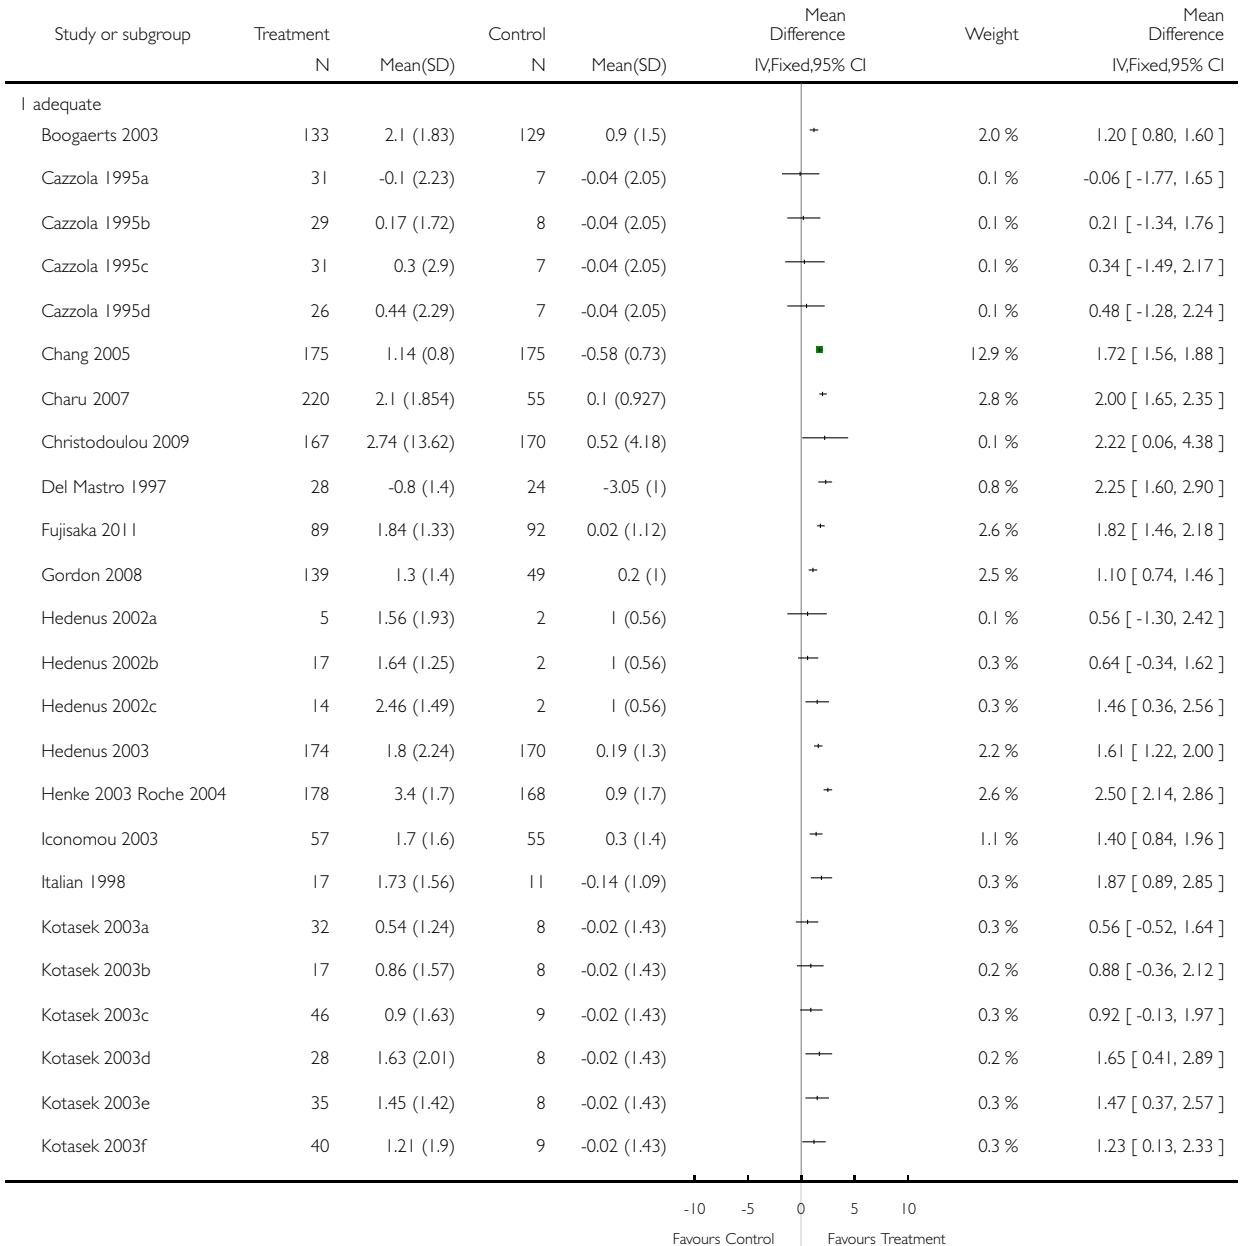 Mean Mean
Study or subgroup Treatment Control Difference Weight Difference
N Mean(SD) N Mean(SD) IV,Fixed,95% CI IV,Fixed,95% CI
1 adequate
Boogaerts 2003 133 2.1 (1.83) 129 0.9 (1.5) 2.0 % 1.20 [ 0.80, 1.60 ]
Cazzola 1995a 31 -0.1 (2.23) 7 -0.04 (2.05) 0.1 % -0.06 [ -1.77, 1.65 ]
Cazzola 1995b 29 0.17 (1.72) 8 -0.04 (2.05) 0.1 % 0.21 [ -1.34, 1.76 ]
Cazzola 1995c 31 0.3 (2.9) 7 -0.04 (2.05) 0.1 % 0.34 [ -1.49, 2.17 ]
Cazzola 1995d 26 0.44 (2.29) 7 -0.04 (2.05) 0.1 % 0.48 [ -1.28, 2.24 ]
Chang 2005 175 1.14 (0.8) 175 -0.58 (0.73) 12.9 % 1.72 [ 1.56, 1.88 ]
Charu 2007 220 2.1 (1.854) 55 0.1 (0.927) 2.8 % 2.00 [ 1.65, 2.35 ]
Christodoulou 2009 167 2.74 (13.62) 170 0.52 (4.18) 0.1 % 2.22 [ 0.06, 4.38 ]
Del Mastro 1997 28 -0.8 (1.4) 24 -3.05 (1) 0.8 % 2.25 [ 1.60, 2.90 ]
Fujisaka 2011 89 1.84 (1.33) 92 0.02 (1.12) 2.6 % 1.82 [ 1.46, 2.18 ]
Gordon 2008 139 1.3 (1.4) 49 0.2 (1) 2.5 % 1.10 [ 0.74, 1.46 ]
Hedenus 2002a 5 1.56 (1.93) 2 1 (0.56) 0.1 % 0.56 [ -1.30, 2.42 ]
Hedenus 2002b 17 1.64 (1.25) 2 1 (0.56) 0.3 % 0.64 [ -0.34, 1.62 ]
Hedenus 2002c 14 2.46 (1.49) 2 1 (0.56) 0.3 % 1.46 [ 0.36, 2.56 ]
Hedenus 2003 174 1.8 (2.24) 170 0.19 (1.3) 2.2 % 1.61 [ 1.22, 2.00 ]
Henke 2003 Roche 2004 178 3.4 (1.7) 168 0.9 (1.7) 2.6 % 2.50 [ 2.14, 2.86 ]
Iconomou 2003 57 1.7 (1.6) 55 0.3 (1.4) 1.1 % 1.40 [ 0.84, 1.96 ]
Italian 1998 17 1.73 (1.56) 11 -0.14 (1.09) 0.3 % 1.87 [ 0.89, 2.85 ]
Kotasek 2003a 32 0.54 (1.24) 8 -0.02 (1.43) 0.3 % 0.56 [ -0.52, 1.64 ]
Kotasek 2003b 17 0.86 (1.57) 8 -0.02 (1.43) 0.2 % 0.88 [ -0.36, 2.12 ]
Kotasek 2003c 46 0.9 (1.63) 9 -0.02 (1.43) 0.3 % 0.92 [ -0.13, 1.97 ]
Kotasek 2003d 28 1.63 (2.01) 8 -0.02 (1.43) 0.2 % 1.65 [ 0.41, 2.89 ]
Kotasek 2003e 35 1.45 (1.42) 8 -0.02 (1.43) 0.3 % 1.47 [ 0.37, 2.57 ]
Kotasek 2003f 40 1.21 (1.9) 9 -0.02 (1.43) 0.3 % 1.23 [ 0.13, 2.33 ]
-10 -5 0 5 10
Favours Control Favours Treatment